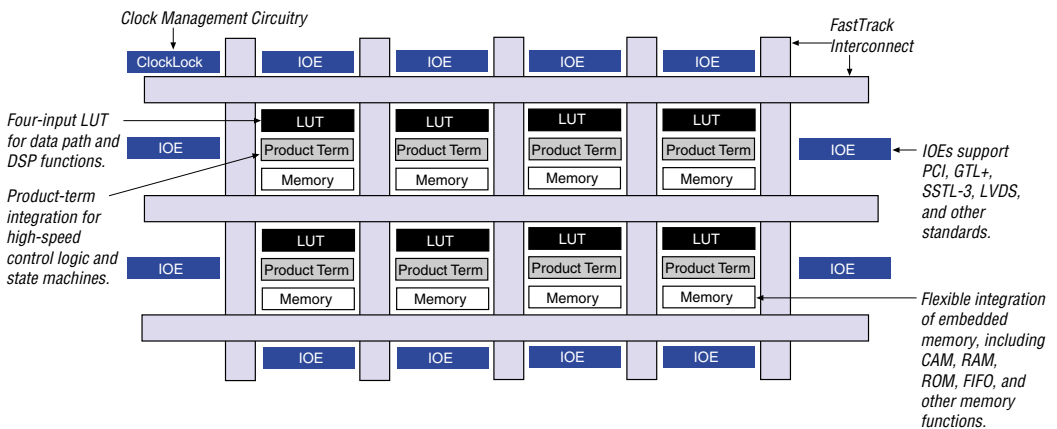 Clock Management Circuitry
FastTrack
Interconnect
ClockLock
IOE
IOE
IOE
IOE
Four-input LUT
for data path and
DSP functions.
LUT
LUT
LUT
LUT
IOE
Product Term
Product Term
Product Term
Product Term
IOE
Memory
Memory
Memory
Memory
IOEs support
PCI, GTL+,
SSTL-3, LVDS,
and other
standards.
Product-term
integration for
high-speed
control logic and
state machines.
LUT
LUT
LUT
LUT
IOE
Product Term
Product Term
Product Term
Product Term
IOE
Memory
Memory
Memory
Memory
Flexible integration
of embedded
memory, including
CAM, RAM,
ROM, FIFO, and
other memory
functions.
IOE
IOE
IOE
IOE